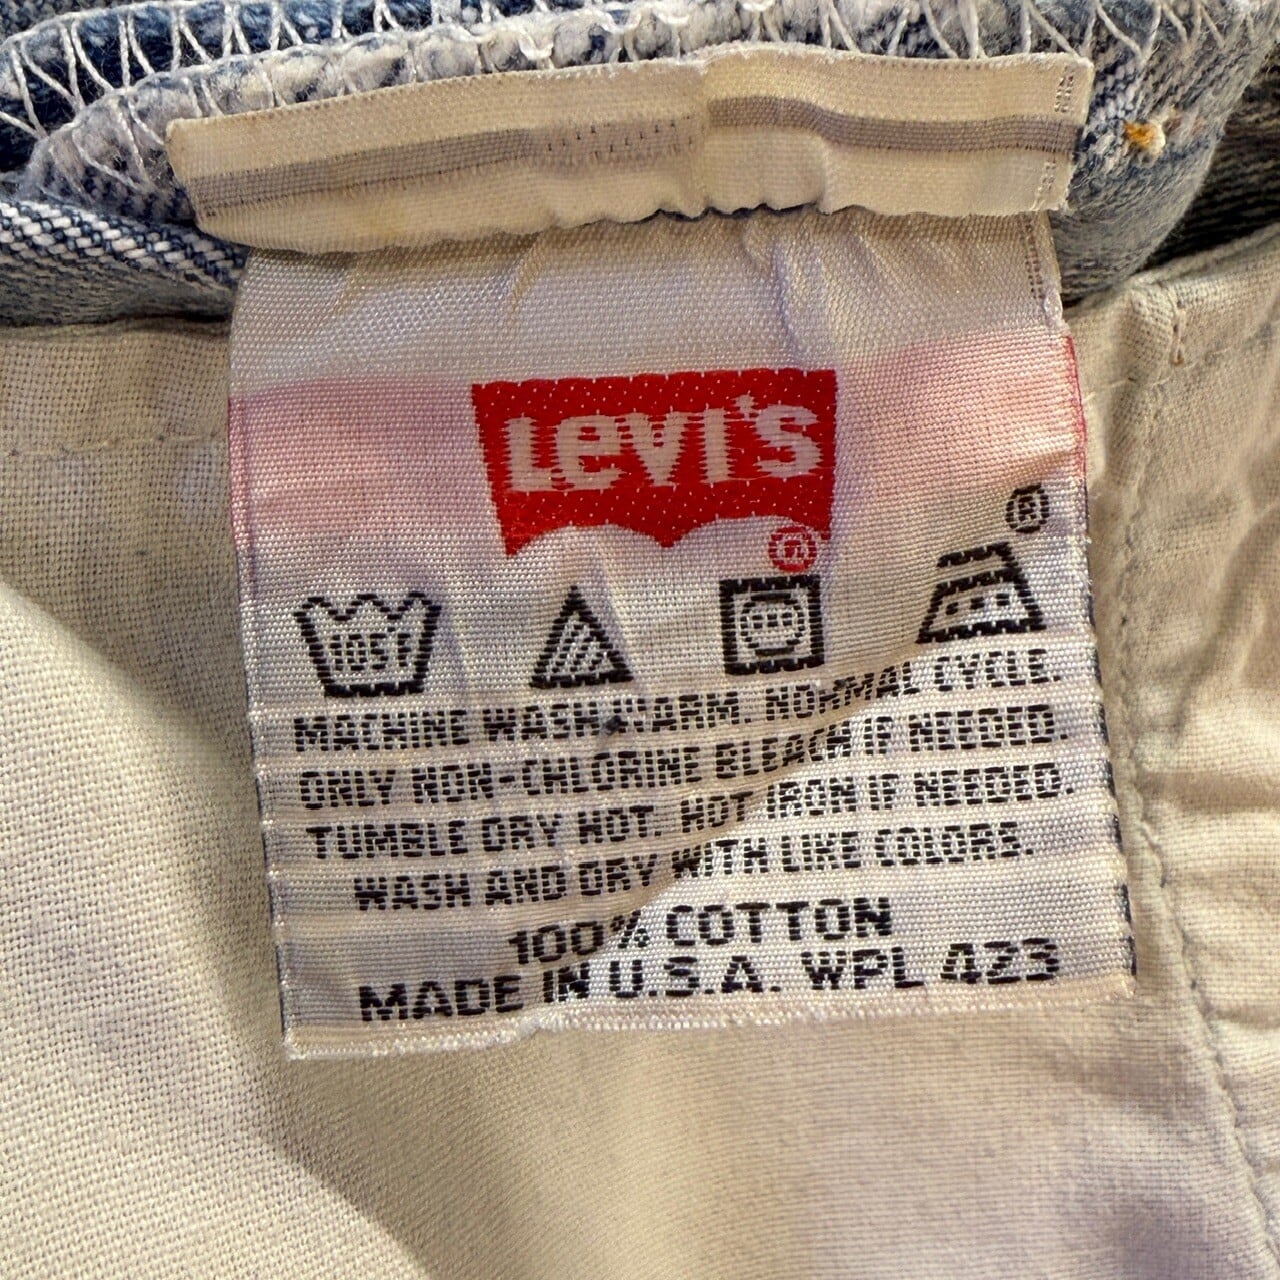 LEVI'S
®
®
105°F
MACHINE WASH WARM. NORMAL CYCLE.
ONLY NON-CHLORINE BLEACH IF NEEDED.
TUMBLE DRY HOT. HOT IRON IF NEEDED.
WASH AND DRY WITH LIKE COLORS.
100% COTTON
MADE IN U.S.A. WPL 423